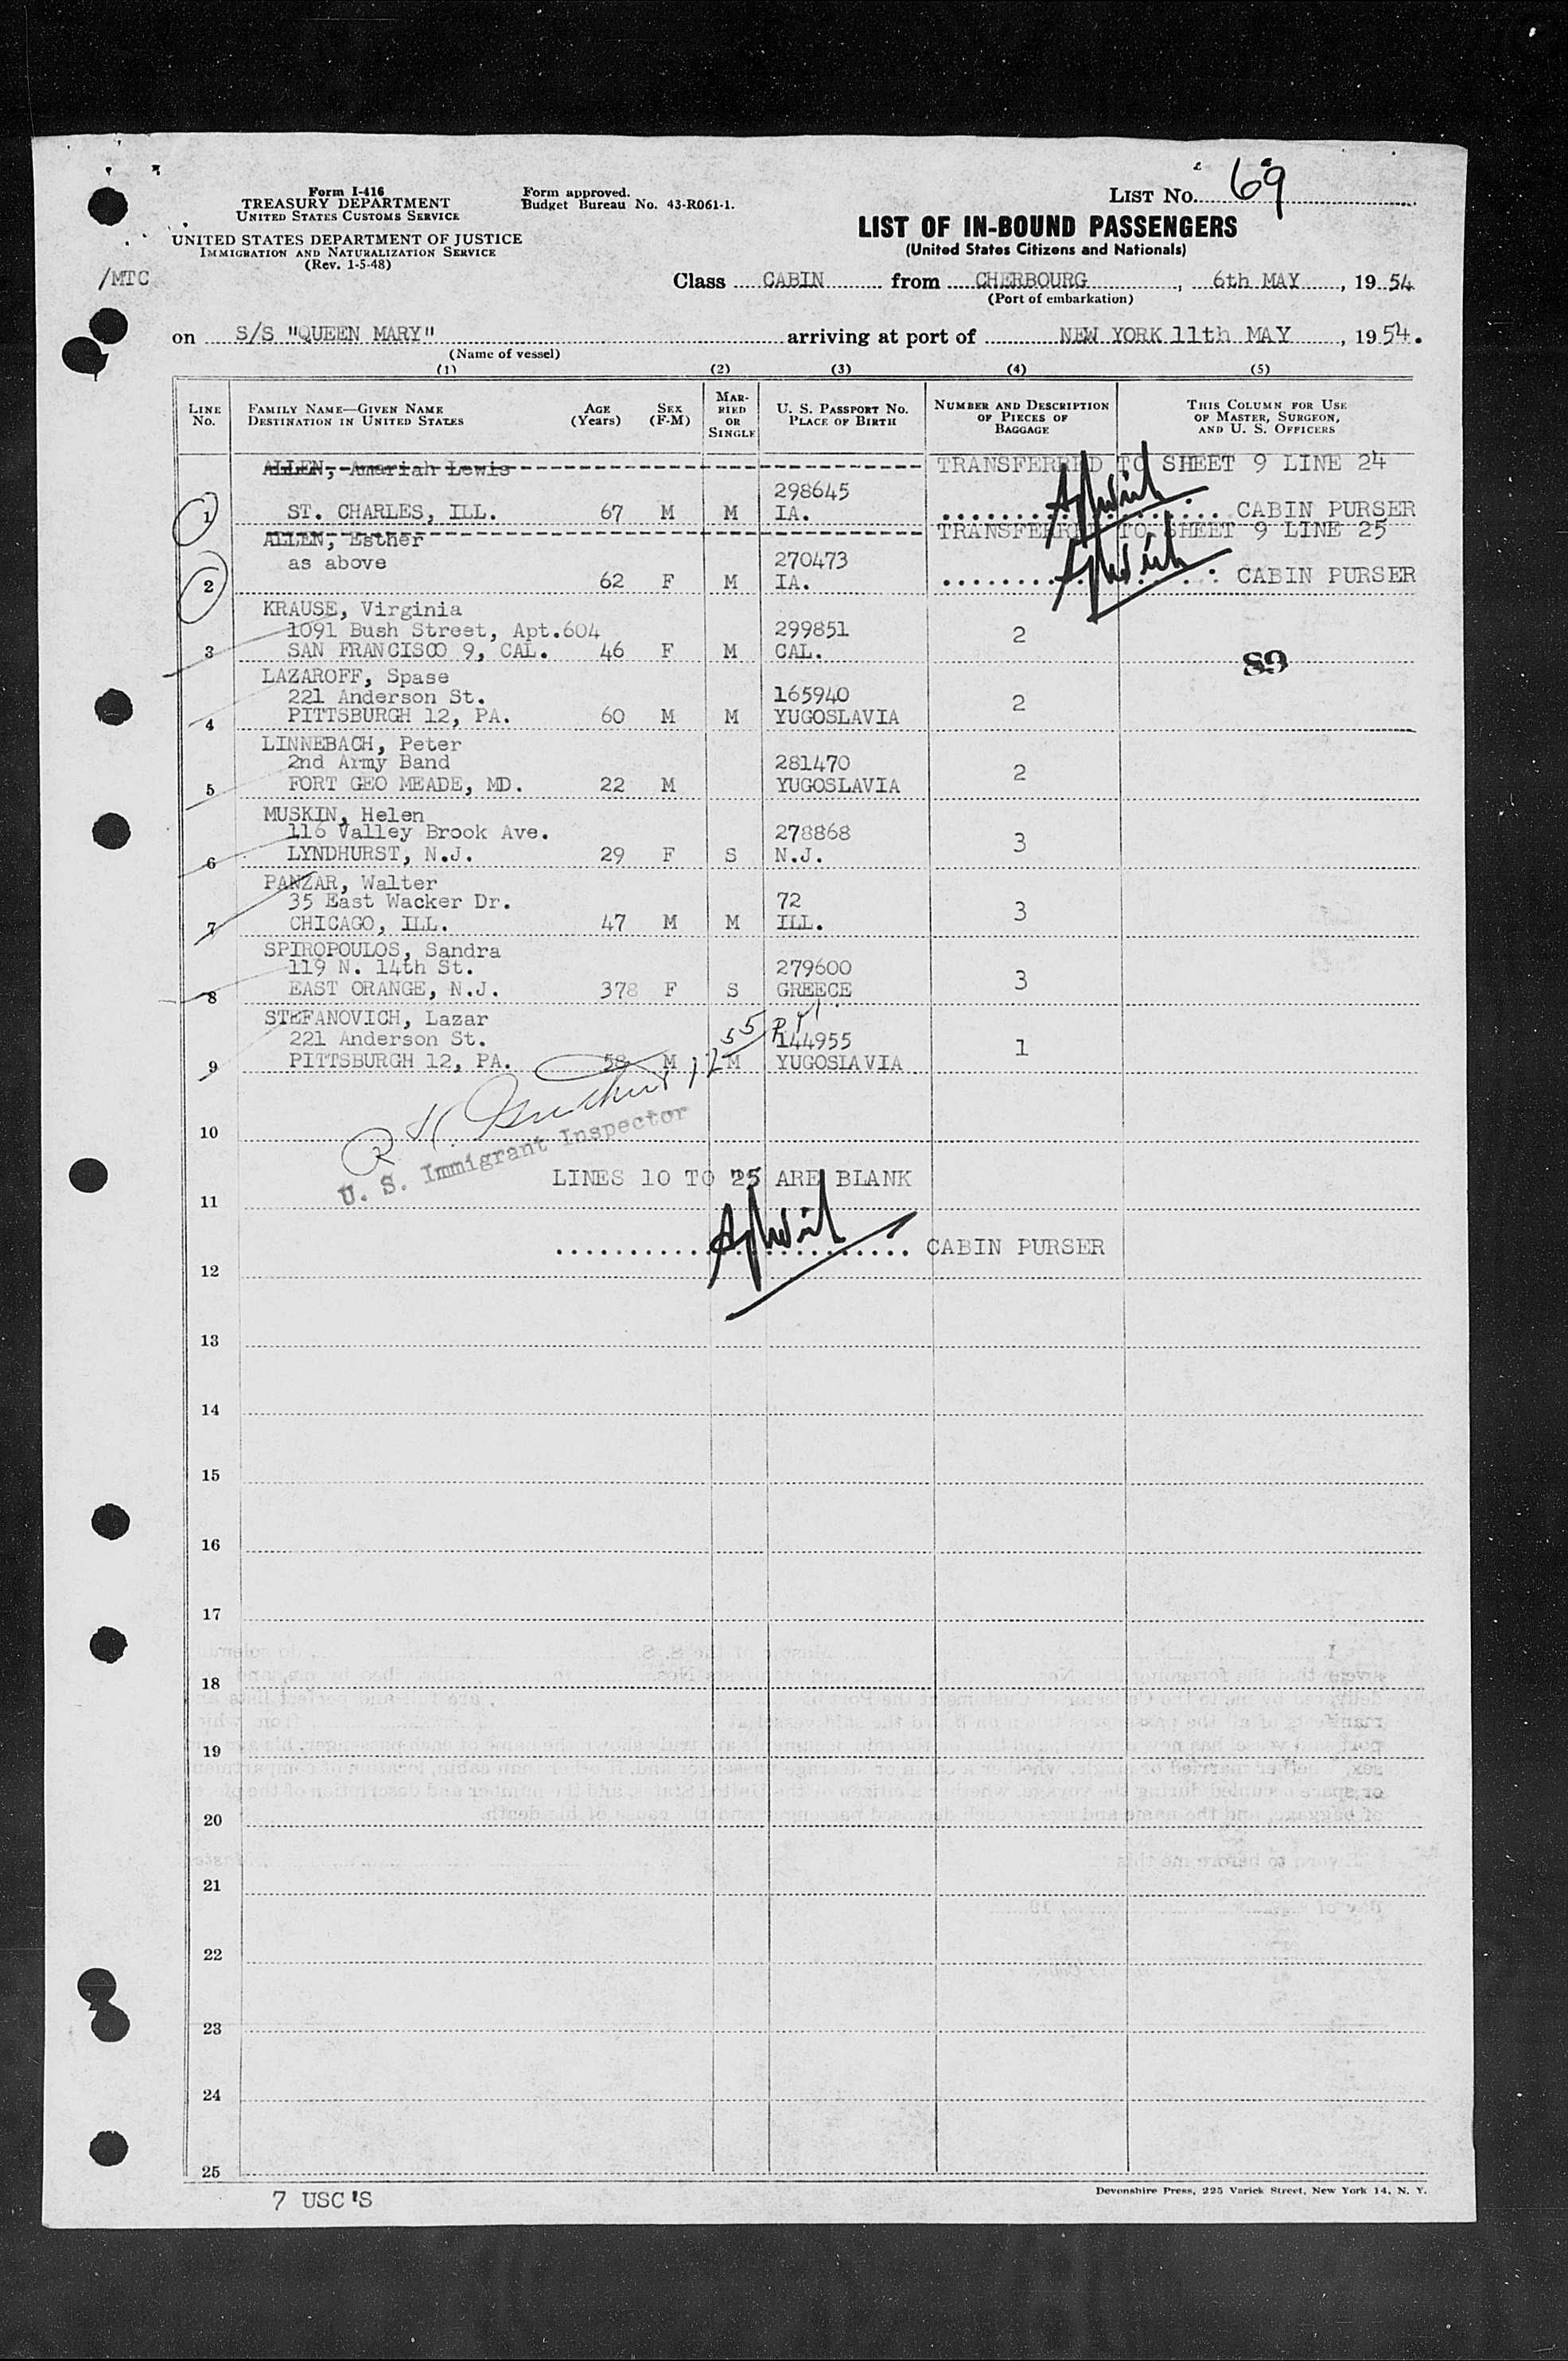 Form I-416
TREASURY DEPARTMENT
UNITED STATES CUSTOMS SERVICE
Form approved.
Budget Bureau No. 43-R061-1.
LIST No. 69
UNITED STATES DEPARTMENT OF JUSTICE
IMMIGRATION AND NATURALIZATION SERVICE
(Rev. 1-5-48)
LIST OF IN-BOUND PASSENGERS
(United States Citizens and Nationals)
/MTC
Class CABIN from CHERBOURG, 6th MAY, 1954
(Port of embarkation)
on S/S "QUEEN MARY" arriving at port of NEW YORK 11th MAY, 1954.
(Name of vessel)
(1) (2) (3) (4) (5)
LINE No.
FAMILY NAME—GIVEN NAME
DESTINATION IN UNITED STATES
AGE (Years)
SEX (F-M)
MARRIED OR SINGLE
U. S. PASSPORT NO.
PLACE OF BIRTH
NUMBER AND DESCRIPTION OF PIECES OF BAGGAGE
THIS COLUMN FOR USE OF MASTER, SURGEON, AND U. S. OFFICERS
ALLEN, Amariah Lewis TRANSFERRED TO SHEET 9 LINE 24
298645
1 ST. CHARLES, ILL. 67 M M IA. CABIN PURSER
ALLEN, Esther TRANSFERRED TO SHEET 9 LINE 25
as above 270473
2 62 F M IA. CABIN PURSER
KRAUSE, Virginia
1091 Bush Street, Apt.604 299851 2
3 SAN FRANCISCO 9, CAL. 46 F M CAL.
89
LAZAROFF, Spase
221 Anderson St. 165940 2
4 PITTSBURGH 12, PA. 60 M M YUGOSLAVIA
LINNEBACH, Peter
2nd Army Band 281470 2
5 FORT GEO MEADE, MD. 22 M YUGOSLAVIA
MUSKIN, Helen
116 Valley Brook Ave. 278868 3
6 LYNDHURST, N.J. 29 F S N.J.
PANZAR, Walter
35 East Wacker Dr. 72 3
7 CHICAGO, ILL. 47 M M ILL.
SPIROPOULOS, Sandra
119 N. 14th St. 279600 3
8 EAST ORANGE, N.J. 378 F S GREECE
STEFANOVICH, Lazar
221 Anderson St. 144955 1
9 PITTSBURGH 12, PA. 58 M M YUGOSLAVIA
1255
10
U. S. Immigrant Inspector
LINES 10 TO 25 ARE BLANK
11
CABIN PURSER
12
13
14
15
16
17
18
19
20
21
22
23
24
25
7 USC'S
Devonshire Press, 225 Varick Street, New York 14, N. Y.